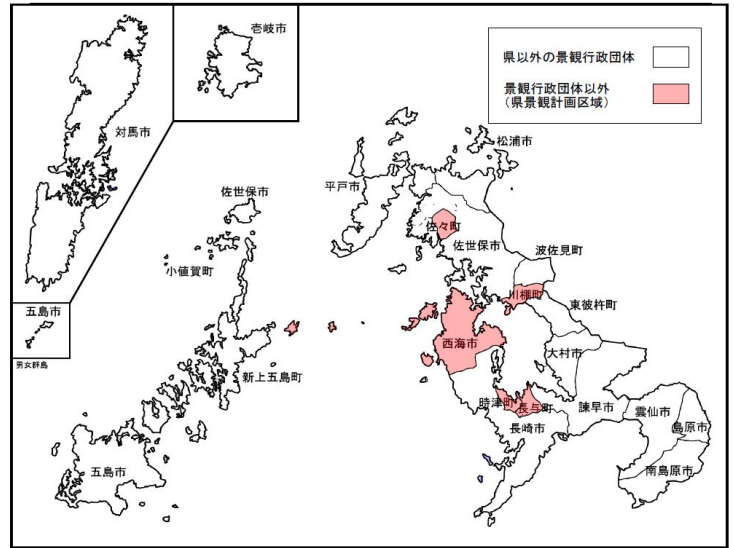 壱岐市
県以外の景観行政団体
景観行政団体以外
（県景観計画区域）
対馬市
松浦市
平戸市
佐世保市
佐々町
佐世保市
波佐見町
小値賀町
川棚町
東彼杵町
五島市
男女群島
西海市
大村市
新上五島町
時津町
長与町
諫早市
雲仙市
島原市
長崎市
五島市
南島原市